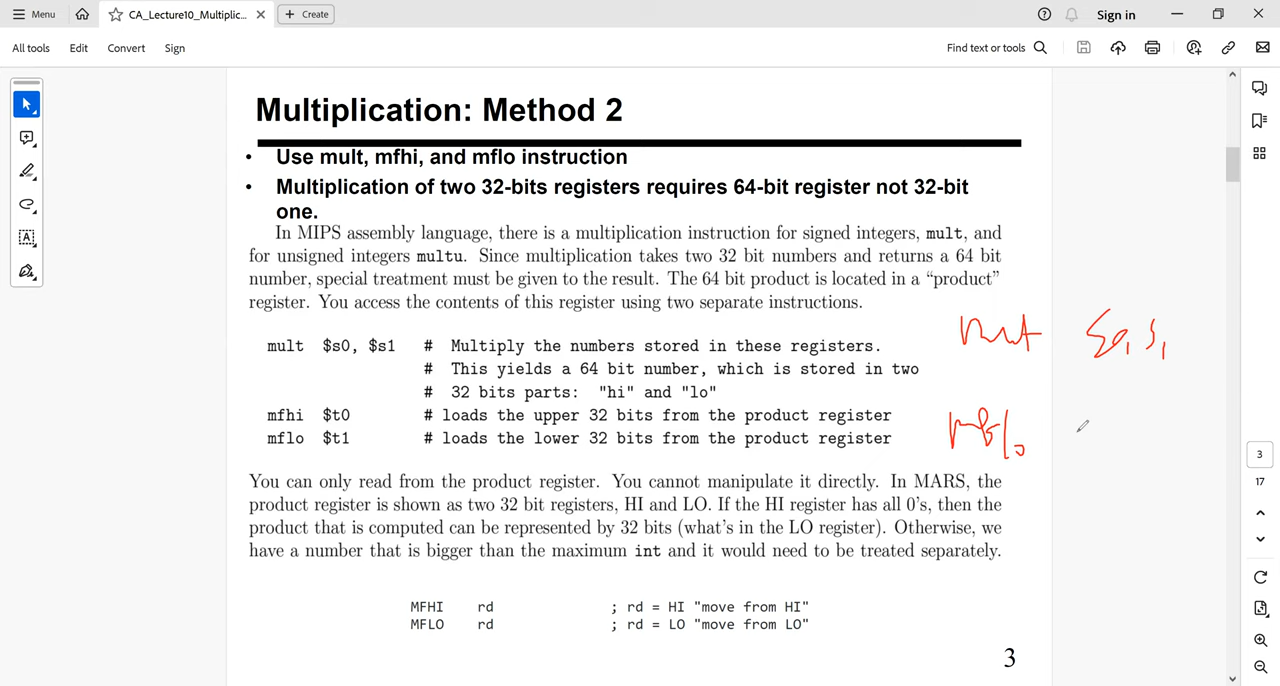 Menu CA_Lecture10_Multiplic... Create Sign in
All tools Edit Convert Sign Find text or tools
Multiplication: Method 2
• Use mult, mfhi, and mflo instruction
• Multiplication of two 32-bits registers requires 64-bit register not 32-bit
one.
In MIPS assembly language, there is a multiplication instruction for signed integers, mult, and
for unsigned integers multu. Since multiplication takes two 32 bit numbers and returns a 64 bit
number, special treatment must be given to the result. The 64 bit product is located in a “product”
register. You access the contents of this register using two separate instructions.
mult $s0, $s1 # Multiply the numbers stored in these registers.
# This yields a 64 bit number, which is stored in two
# 32 bits parts: "hi" and "lo"
mfhi $t0 # loads the upper 32 bits from the product register
mflo $t1 # loads the lower 32 bits from the product register
You can only read from the product register. You cannot manipulate it directly. In MARS, the
product register is shown as two 32 bit registers, HI and LO. If the HI register has all 0's, then the
product that is computed can be represented by 32 bits (what's in the LO register). Otherwise, we
have a number that is bigger than the maximum int and it would need to be treated separately.
MFHI rd ; rd = HI "move from HI"
MFLO rd ; rd = LO "move from LO"
3
3
17